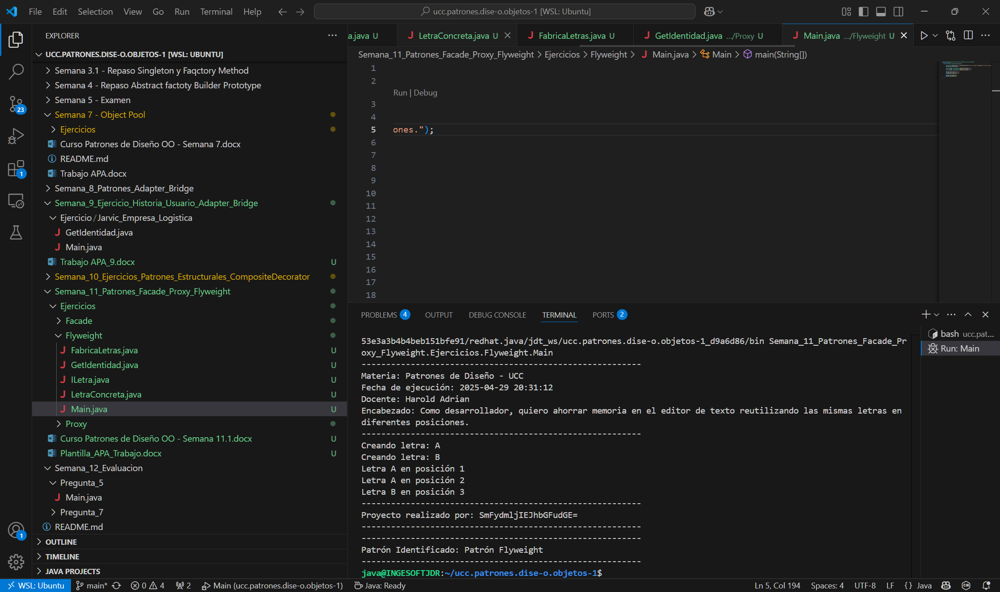 File Edit Selection View Go Run Terminal Help
ucc.patrones.dise-o.objetos-1 [WSL: Ubuntu]
EXPLORER
UCC.PATRONES.DISE-O.OBJETOS-1 [WSL: UBUNTU]
Semana 3.1 - Repaso Singleton y Faqctory Method
Semana 4 - Repaso Abstract factoty Builder Prototype
Semana 5 - Examen
Semana 7 - Object Pool
Ejercicios
Curso Patrones de Diseño OO - Semana 7.docx
README.md
Trabajo APA.docx
Semana_8_Patrones_Adapter_Bridge
Semana_9_Ejercicio_Historia_Usuario_Adapter_Bridge
Ejercicio/Jarvic_Empresa_Logistica
GetIdentidad.java
Main.java
Trabajo APA_9.docx U
Semana_10_Ejercicios_Patrones_Estructurales_CompositeDecorator
Semana_11_Patrones_Facade_Proxy_Flyweight
Ejercicios
Facade
Flyweight
FabricaLetras.java U
GetIdentidad.java U
ILetra.java U
LetraConcreta.java U
Main.java U
Proxy
Curso Patrones de Diseño OO - Semana 11.1.docx U
Plantilla_APA_Trabajo.docx U
Semana_12_Evaluacion
Pregunta_5
Main.java
Pregunta_7
README.md
OUTLINE
TIMELINE
JAVA PROJECTS
23
1
1
a.java U LetraConcreta.java U FabricaLetras.java U GetIdentidad.java .../Proxy U Main.java .../Flyweight U
Semana_11_Patrones_Facade_Proxy_Flyweight > Ejercicios > Flyweight > Main.java > Main > main(String[])
1
2
Run | Debug
3
4
5 ones.");
6
7
8
9
10
11
12
13
14
15
16
17
18
PROBLEMS 4 OUTPUT DEBUG CONSOLE TERMINAL PORTS 2
bash ucc.pat...
Run: Main
53e3a3b4b4beb151bfe91/redhat.java/jdt_ws/ucc.patrones.dise-o.objetos-1_d9a6d86/bin Semana_11_Patrones_Facade_Pr
oxy_Flyweight.Ejercicios.Flyweight.Main
---------------------------------------------------------
Materia: Patrones de Diseño - UCC
Fecha de ejecución: 2025-04-29 20:31:12
Docente: Harold Adrian
Encabezado: Como desarrollador, quiero ahorrar memoria en el editor de texto reutilizando las mismas letras en
diferentes posiciones.
---------------------------------------------------------
Creando letra: A
Creando letra: B
Letra A en posición 1
Letra A en posición 2
Letra B en posición 3
---------------------------------------------------------
Proyecto realizado por: SmFydmljIEJhbGFudGE=
---------------------------------------------------------
---------------------------------------------------------
Patrón Identificado: Patrón Flyweight
---------------------------------------------------------
java@INGESOFTJDR:~/ucc.patrones.dise-o.objetos-1$
WSL: Ubuntu main* 0 4 2 Main (ucc.patrones.dise-o.objetos-1) Java: Ready Ln 5, Col 194 Spaces: 4 UTF-8 LF {} Java